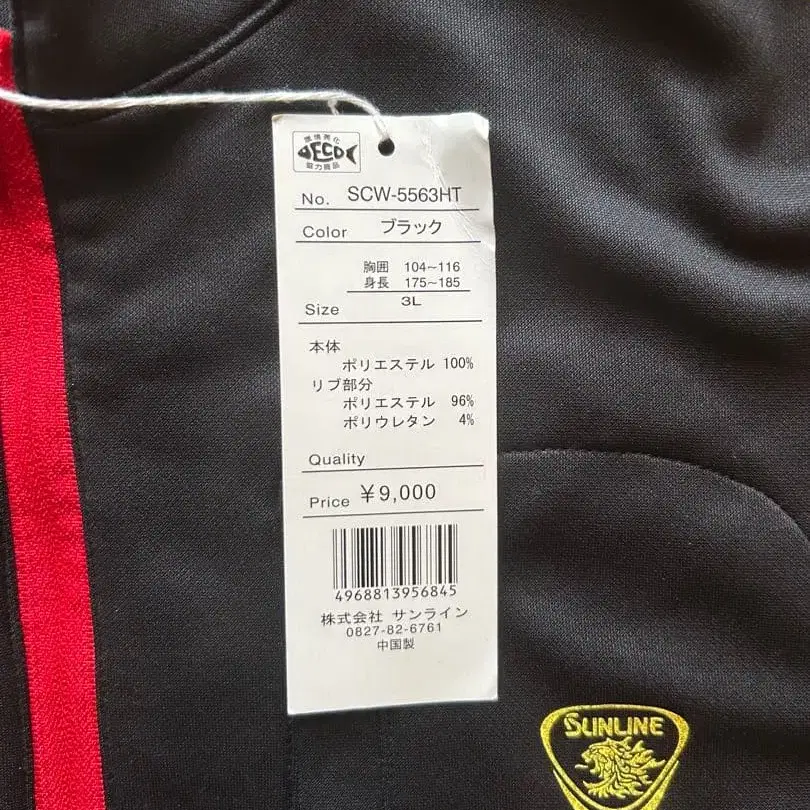 環境美化
ECO
協力商品
No. SCW-5563HT
Color ブラック
胸囲 104~116
身長 175~185
Size 3L
本体
ポリエステル 100%
リブ部分
ポリエステル 96%
ポリウレタン 4%
Quality
Price ¥9,000
4968813956845
株式会社 サンライン
0827-82-6761
中国製
SUNLINE